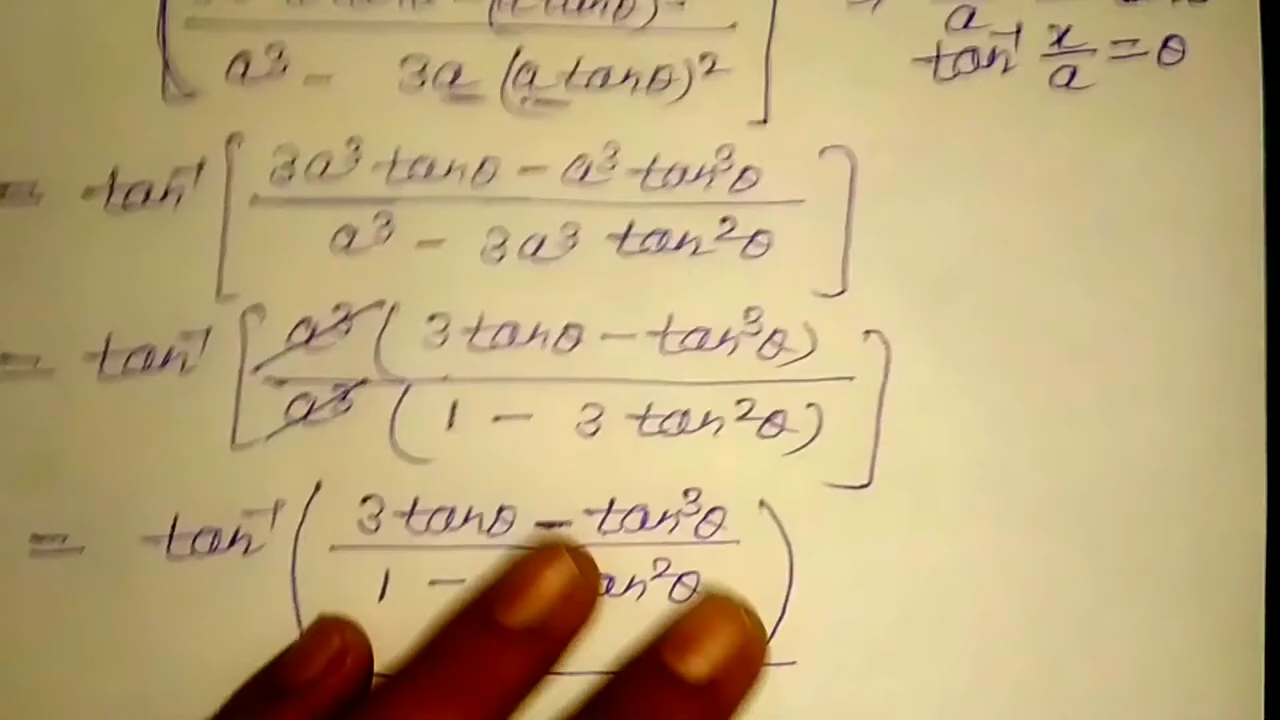 a³ - 3a (a tanθ)²
a
tan⁻¹ x/a = θ
= tan⁻¹ [ 3a³ tanθ - a³ tan³θ
a³ - 3a³ tan²θ ]
= tan⁻¹ [ a³ ( 3 tanθ - tan³θ)
a³ ( 1 - 3 tan²θ) ]
= tan⁻¹ ( 3 tanθ - tan³θ
1 - an²θ )